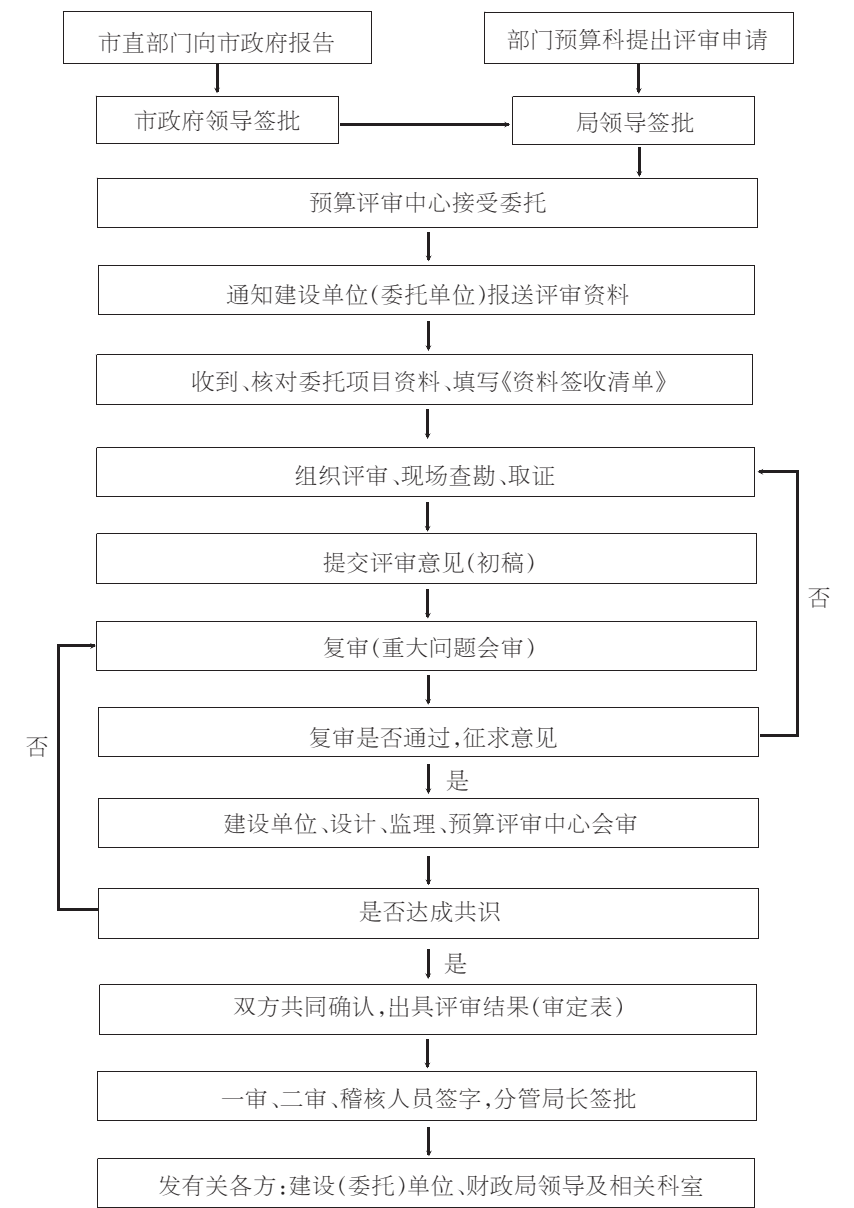 市直部门向市政府报告
部门预算科提出评审申请
市政府领导签批
局领导签批
预算评审中心接受委托
通知建设单位(委托单位)报送评审资料
收到、核对委托项目资料、填写《资料签收清单》
组织评审、现场查勘、取证
提交评审意见(初稿)
否
复审(重大问题会审)
复审是否通过,征求意见
否
是
建设单位、设计、监理、预算评审中心会审
是否达成共识
是
双方共同确认,出具评审结果(审定表)
一审、二审、稽核人员签字,分管局长签批
发有关各方:建设(委托)单位、财政局领导及相关科室